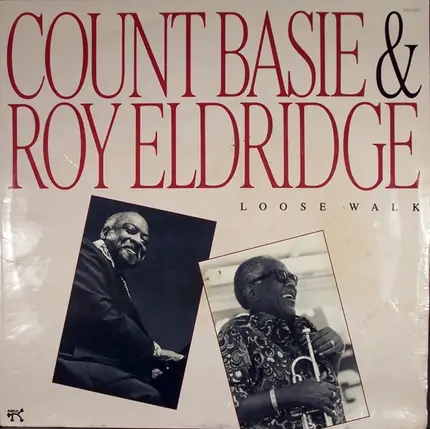 COUNT BASIE &
ROY ELDRIDGE
LOOSE WALK